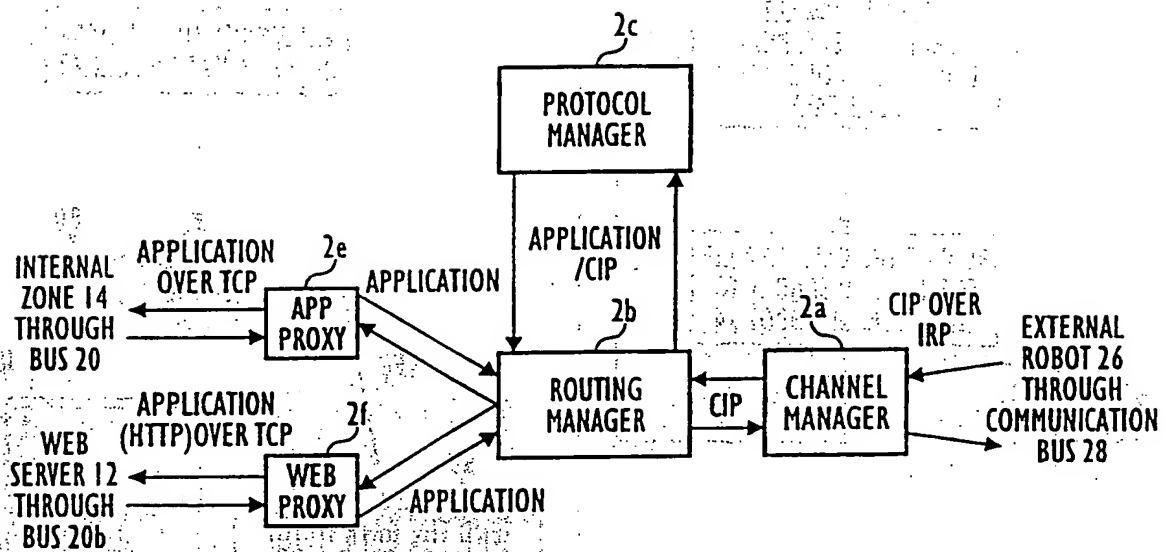 2c
PROTOCOL
MANAGER
APPLICATION
/CIP
INTERNAL
ZONE 14
THROUGH
BUS 20
APPLICATION
OVER TCP
2e
APP
PROXY
APPLICATION
2b
ROUTING
MANAGER
CIP
2a
CHANNEL
MANAGER
CIP OVER
IRP
EXTERNAL
ROBOT 26
THROUGH
COMMUNICATION
BUS 28
APPLICATION
(HTTP)OVER TCP
WEB
SERVER 12
THROUGH
BUS 20b
2f
WEB
PROXY
APPLICATION